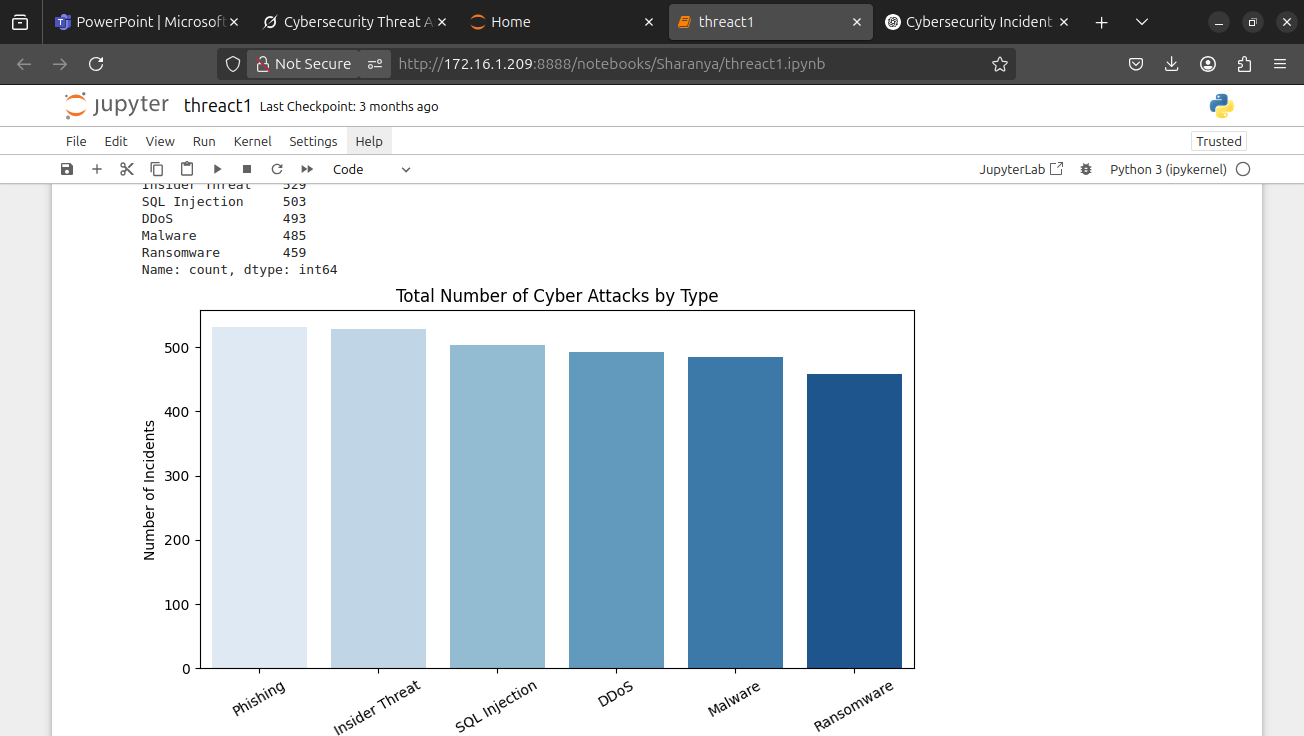 PowerPoint | Microsoft
Cybersecurity Threat A
Home
threact1
Cybersecurity Incident
Not Secure
http://172.16.1.209:8888/notebooks/Sharanya/threact1.ipynb
jupyter threact1 Last Checkpoint: 3 months ago
File Edit View Run Kernel Settings Help Trusted
Code JupyterLab Python 3 (ipykernel)
Insider Threat 529
SQL Injection 503
DDoS 493
Malware 485
Ransomware 459
Name: count, dtype: int64
Total Number of Cyber Attacks by Type
Number of Incidents
500
400
300
200
100
0
Phishing
Insider Threat
SQL Injection
DDoS
Malware
Ransomware